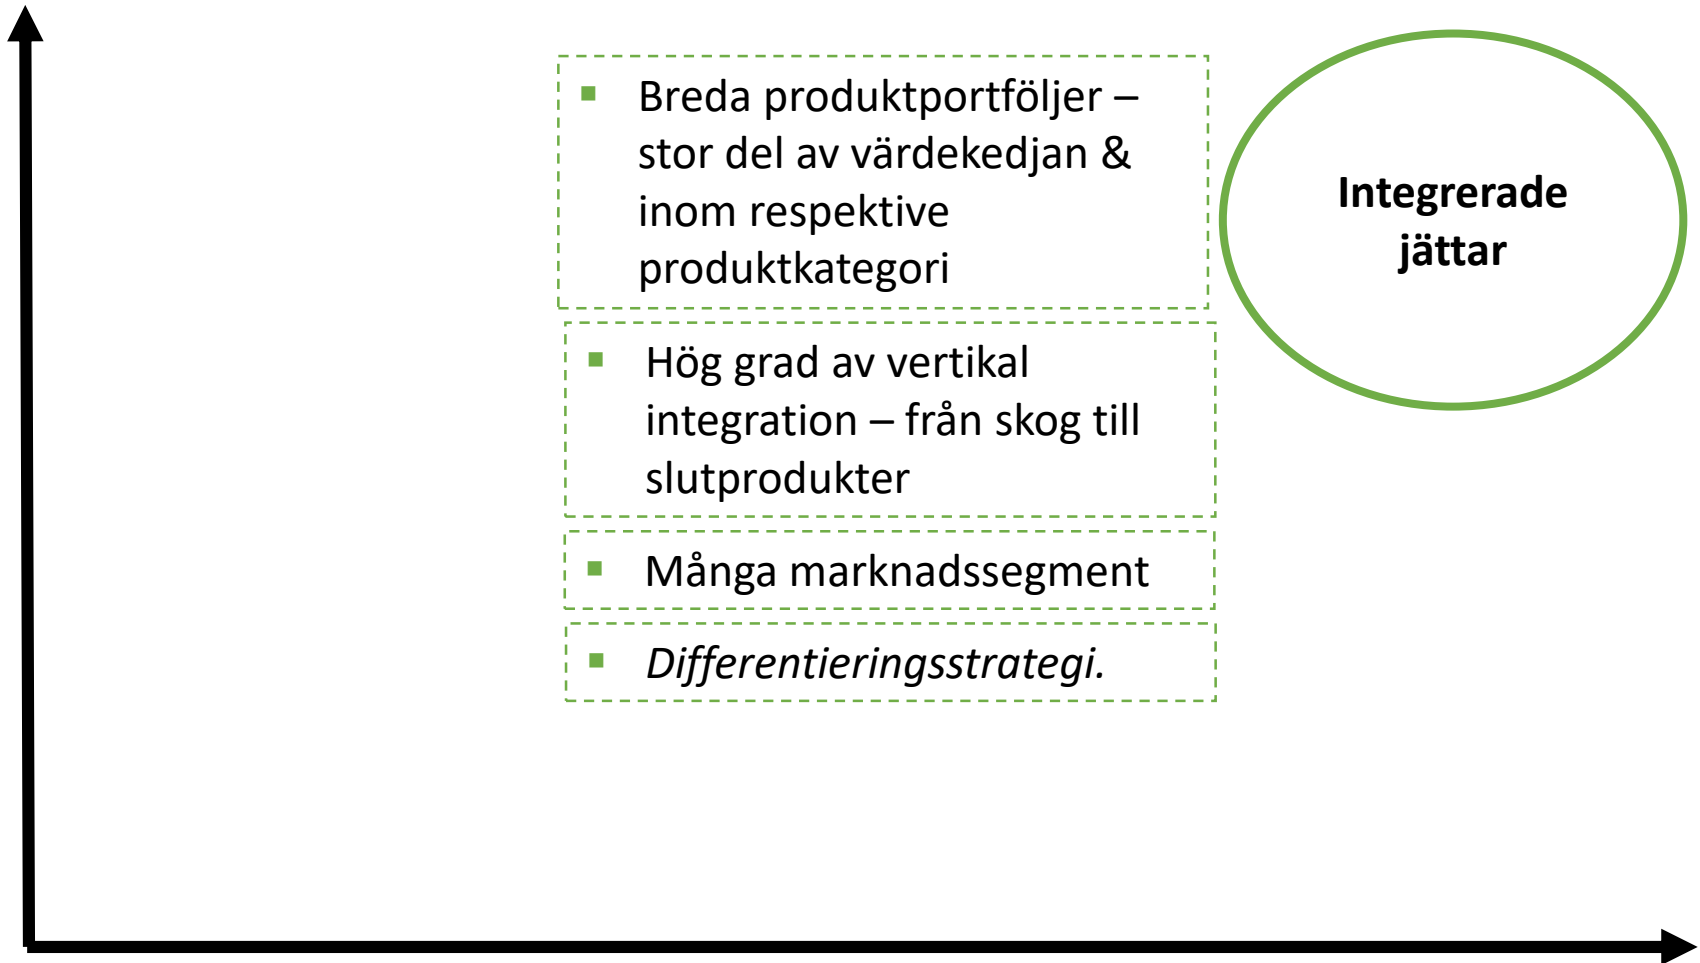 ▪ Breda produktportföljer –
stor del av värdekedjan &
inom respektive
produktkategori
▪ Hög grad av vertikal
integration – från skog till
slutprodukter
▪ Många marknadssegment
▪ Differentieringsstrategi.
Integrerade
jättar